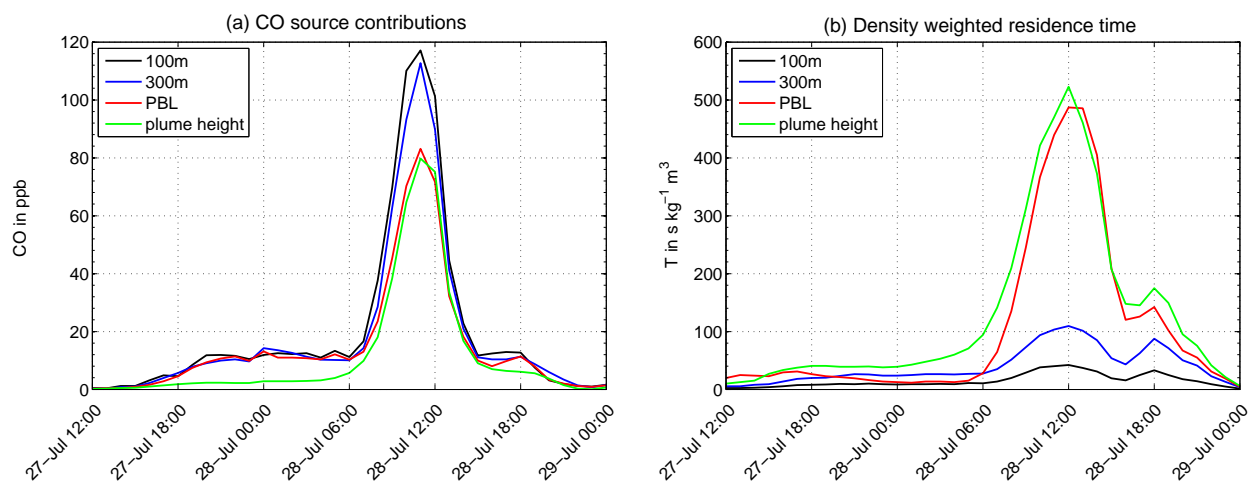 (a) CO source contributions
CO in ppb
120
100
80
60
40
20
0
100m
300m
PBL
plume height
27−Jul 12:00
27−Jul 18:00
28−Jul 00:00
28−Jul 06:00
28−Jul 12:00
28−Jul 18:00
29−Jul 00:00
(b) Density weighted residence time
T in s kg⁻¹ m³
600
500
400
300
200
100
0
100m
300m
PBL
plume height
27−Jul 12:00
27−Jul 18:00
28−Jul 00:00
28−Jul 06:00
28−Jul 12:00
28−Jul 18:00
29−Jul 00:00